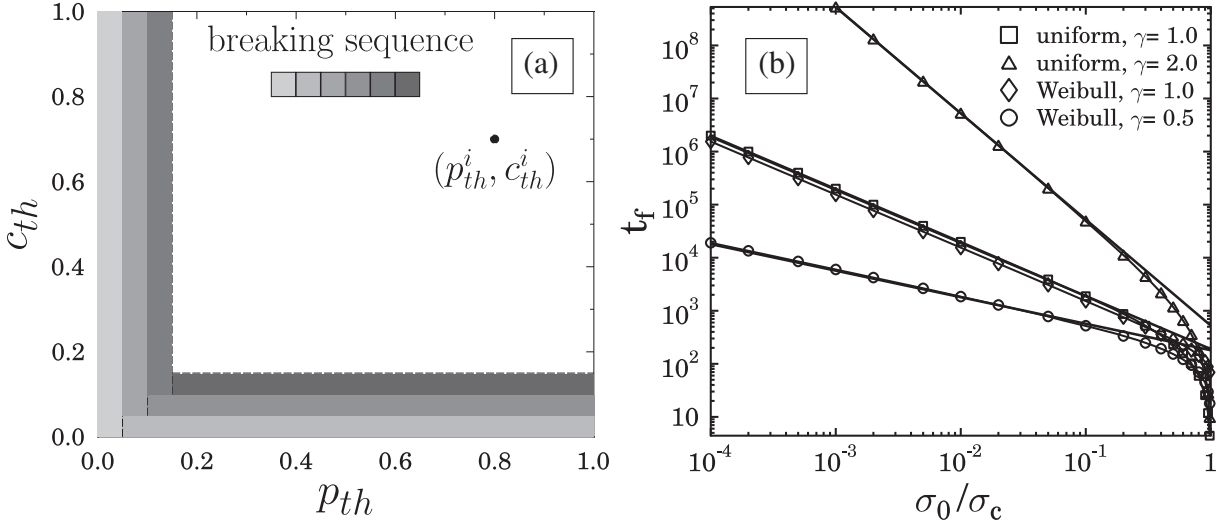 breaking sequence
(a)
(p_{th}^i, c_{th}^i)
c_{th}
1.0
0.8
0.6
0.4
0.2
0.0
0.0 0.2 0.4 0.6 0.8 1.0
p_{th}
(b)
uniform, γ= 1.0
uniform, γ= 2.0
Weibull, γ= 1.0
Weibull, γ= 0.5
t_f
10^8
10^7
10^6
10^5
10^4
10^3
10^2
10
10^{-4} 10^{-3} 10^{-2} 10^{-1} 1
σ_0/σ_c